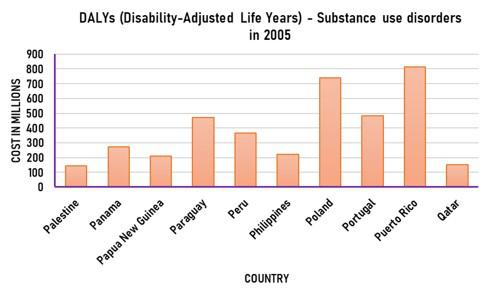 DALYs (Disability-Adjusted Life Years) - Substance use disorders
in 2005
COST IN MILLIONS
900
800
700
600
500
400
300
200
100
0
Palestine
Panama
Papua New Guinea
Paraguay
Peru
Philippines
Poland
Portugal
Puerto Rico
Qatar
COUNTRY